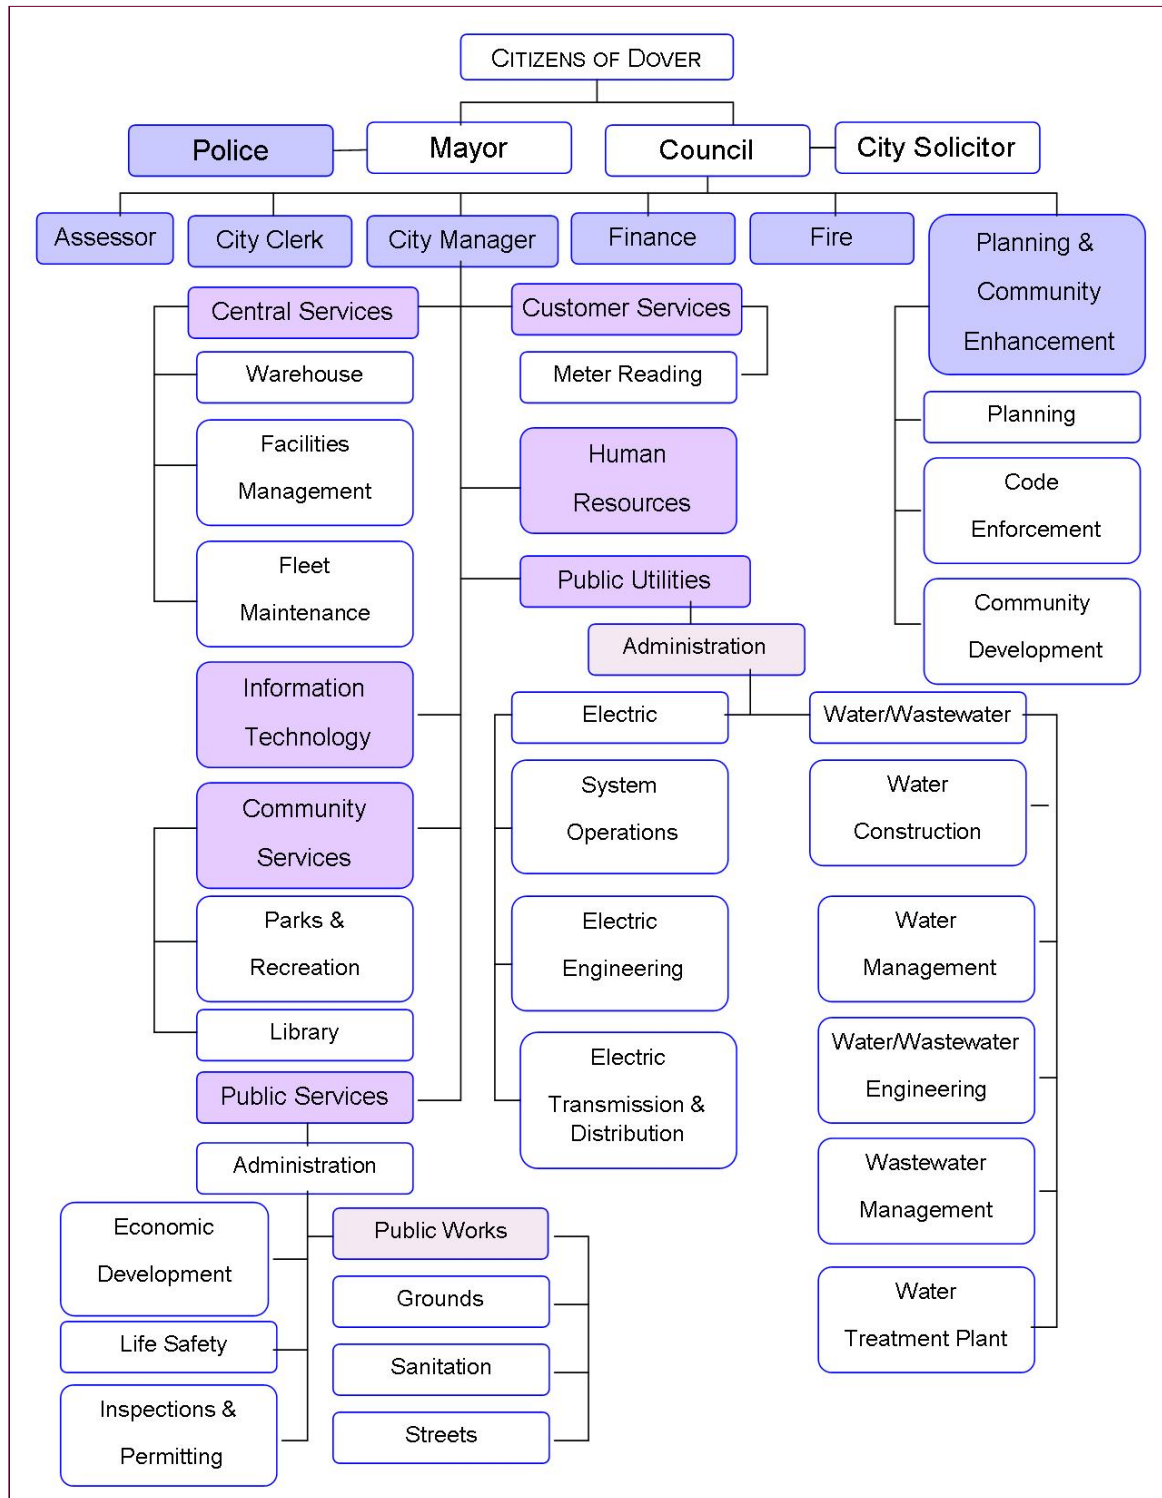 CITIZENS OF DOVER
Police
Mayor
Council
City Solicitor
Assessor
City Clerk
City Manager
Finance
Fire
Planning &
Community
Enhancement
Central Services
Customer Services
Warehouse
Meter Reading
Planning
Facilities
Management
Human
Resources
Code
Enforcement
Fleet
Maintenance
Public Utilities
Community
Development
Administration
Information
Technology
Electric
Water/Wastewater
Community
Services
System
Operations
Water
Construction
Parks &
Recreation
Electric
Engineering
Water
Management
Library
Electric
Transmission &
Distribution
Water/Wastewater
Engineering
Public Services
Administration
Wastewater
Management
Economic
Development
Public Works
Grounds
Water
Treatment Plant
Life Safety
Sanitation
Inspections &
Permitting
Streets